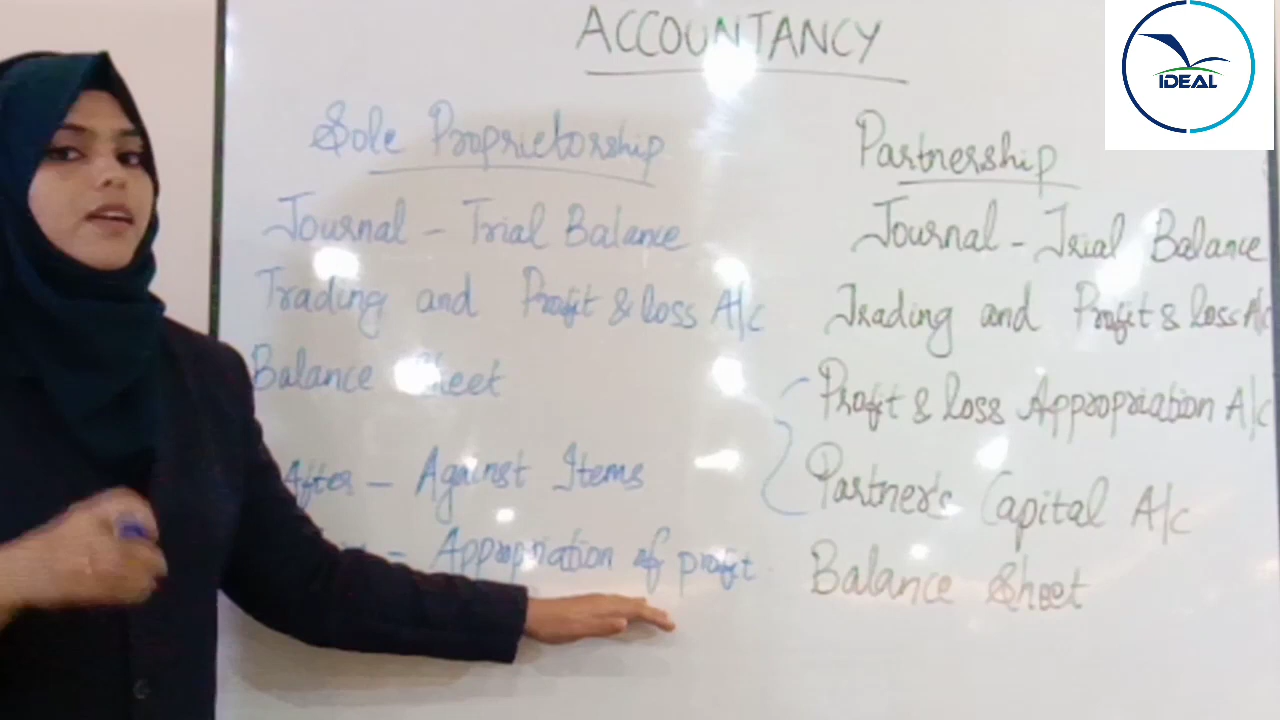 ACCOUNTANCY
IDEAL
Sole Proprietorship
Journal - Trial Balance
Trading and Profit & loss A/c
Balance Sheet
After - Against Items
- Appropriation of profit
Partnership
Journal - Trial Balance
Trading and Profit & loss A/c
Profit & loss Appropriation A/c
Partner's Capital A/c
Balance Sheet